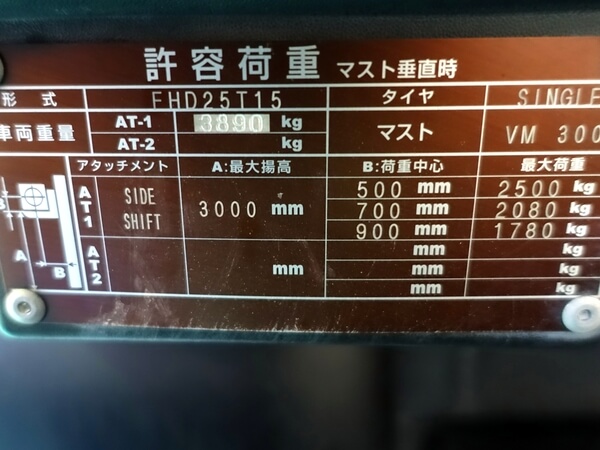 許容荷重 マスト垂直時
形式 FHD25T15 タイヤ SINGLE
車両重量 AT-1 3890 kg マスト VM 300
AT-2 kg
アタッチメント A:最大揚高 B:荷重中心 最大荷重
AT1 SIDE SHIFT 3000 mm 500 mm 2500 kg
700 mm 2080 kg
900 mm 1780 kg
mm kg
AT2 mm mm kg
mm kg
B
A
B